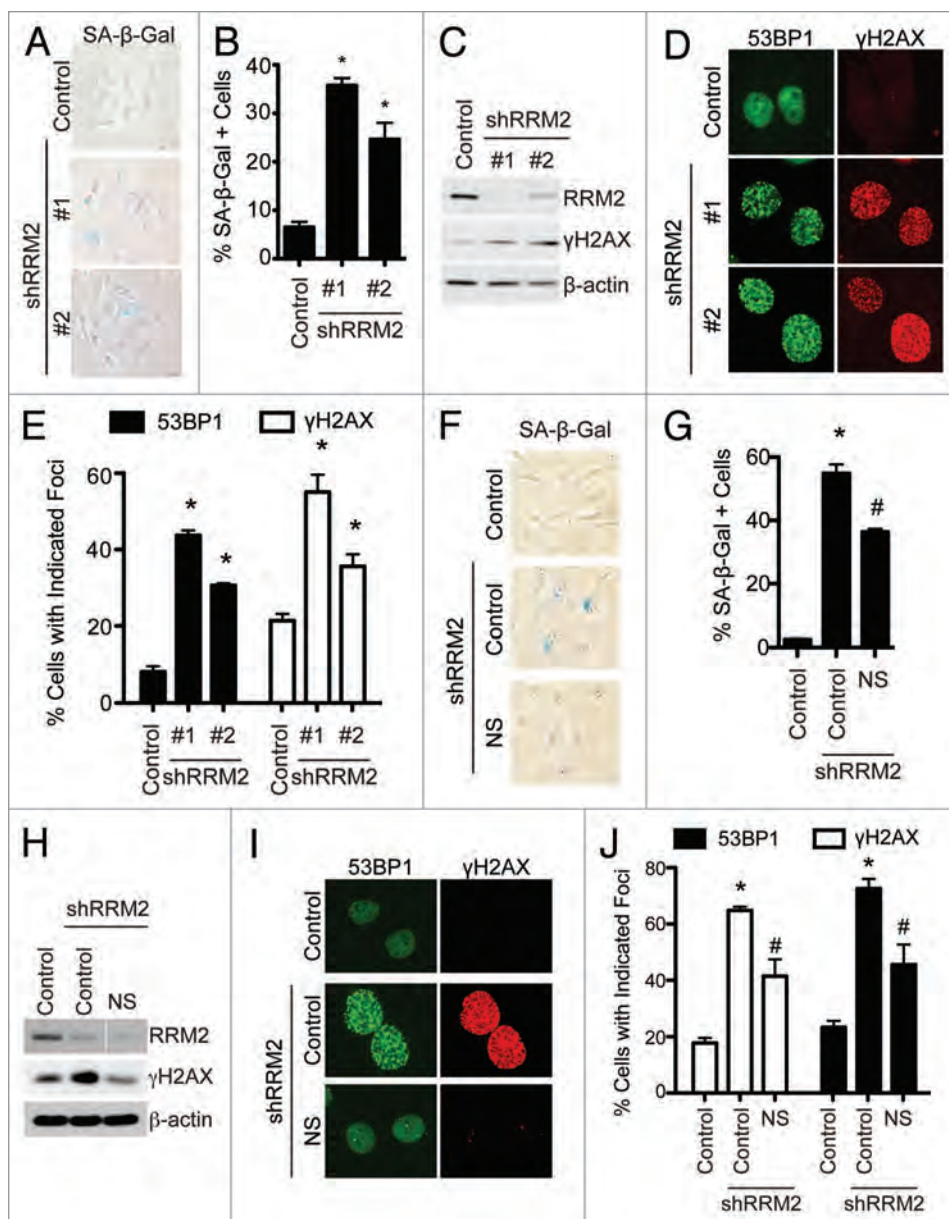 A
SA-β-Gal
Control
shRRM2
#1
#2
B
% SA-β-Gal + Cells
40
30
20
10
0
*
*
Control
#1
#2
shRRM2
C
Control
shRRM2
#1 #2
RRM2
γH2AX
β-actin
D
53BP1 γH2AX
Control
shRRM2
#1
#2
E
53BP1 γH2AX
% Cells with Indicated Foci
60
40
20
0
*
*
*
*
Control
#1 #2
shRRM2
Control
#1 #2
shRRM2
F
SA-β-Gal
Control
shRRM2
Control
NS
G
% SA-β-Gal + Cells
60
40
20
0
*
#
Control
Control
NS
shRRM2
H
shRRM2
Control
Control
NS
RRM2
γH2AX
β-actin
I
53BP1 γH2AX
Control
shRRM2
Control
NS
J
53BP1 γH2AX
% Cells with Indicated Foci
80
60
40
20
0
*
#
*
#
Control
Control
NS
shRRM2
Control
Control
NS
shRRM2